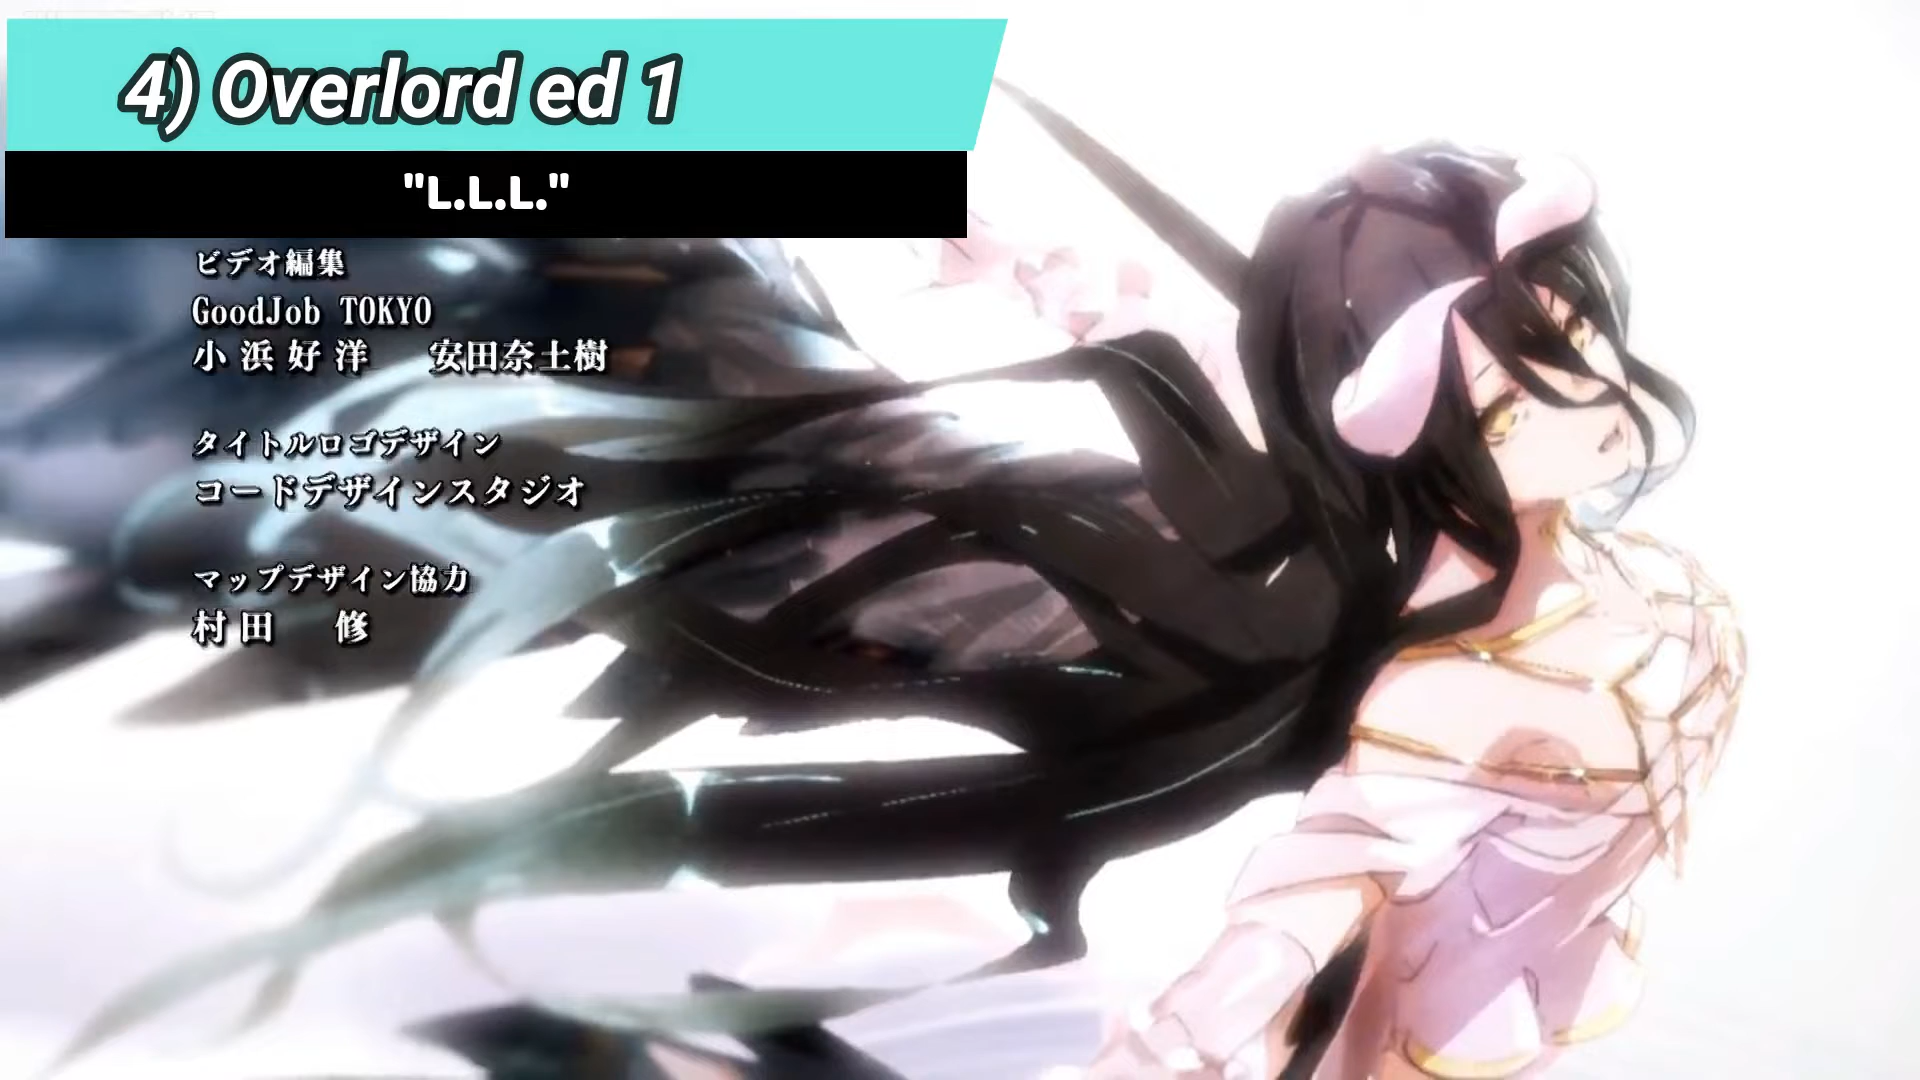 4) Overlord ed 1
"L.L.L."
ビデオ編集
GoodJob TOKYO
小浜好洋　安田奈土樹
タイトルロゴデザイン
コードデザインスタジオ
マップデザイン協力
村田　修